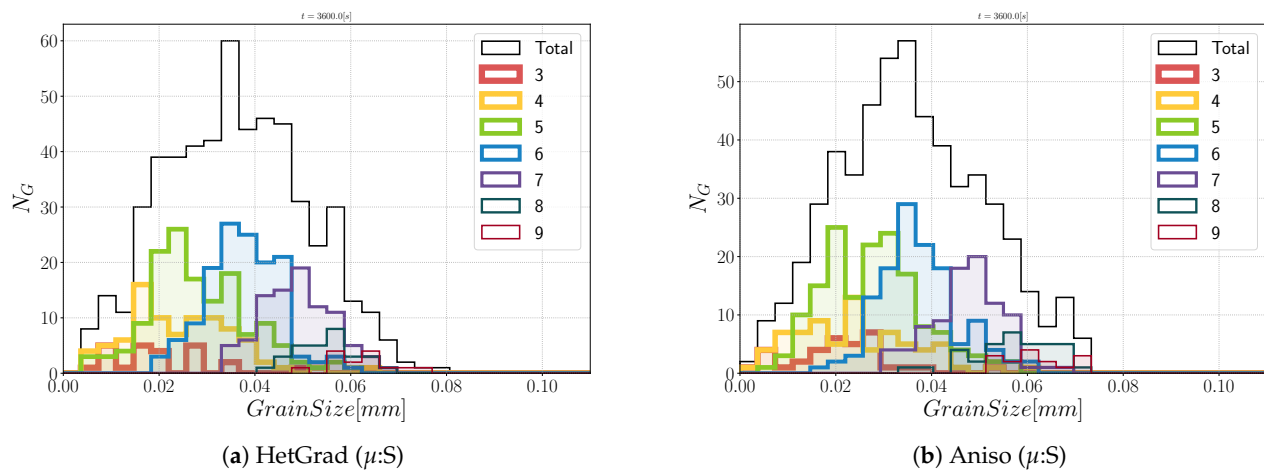 t = 3600.0[s]
N_G
60
50
40
30
20
10
0
0.00 0.02 0.04 0.06 0.08 0.10
GrainSize[mm]
Total
3
4
5
6
7
8
9
(a) HetGrad (μ:S)
t = 3600.0[s]
N_G
50
40
30
20
10
0
0.00 0.02 0.04 0.06 0.08 0.10
GrainSize[mm]
Total
3
4
5
6
7
8
9
(b) Aniso (μ:S)